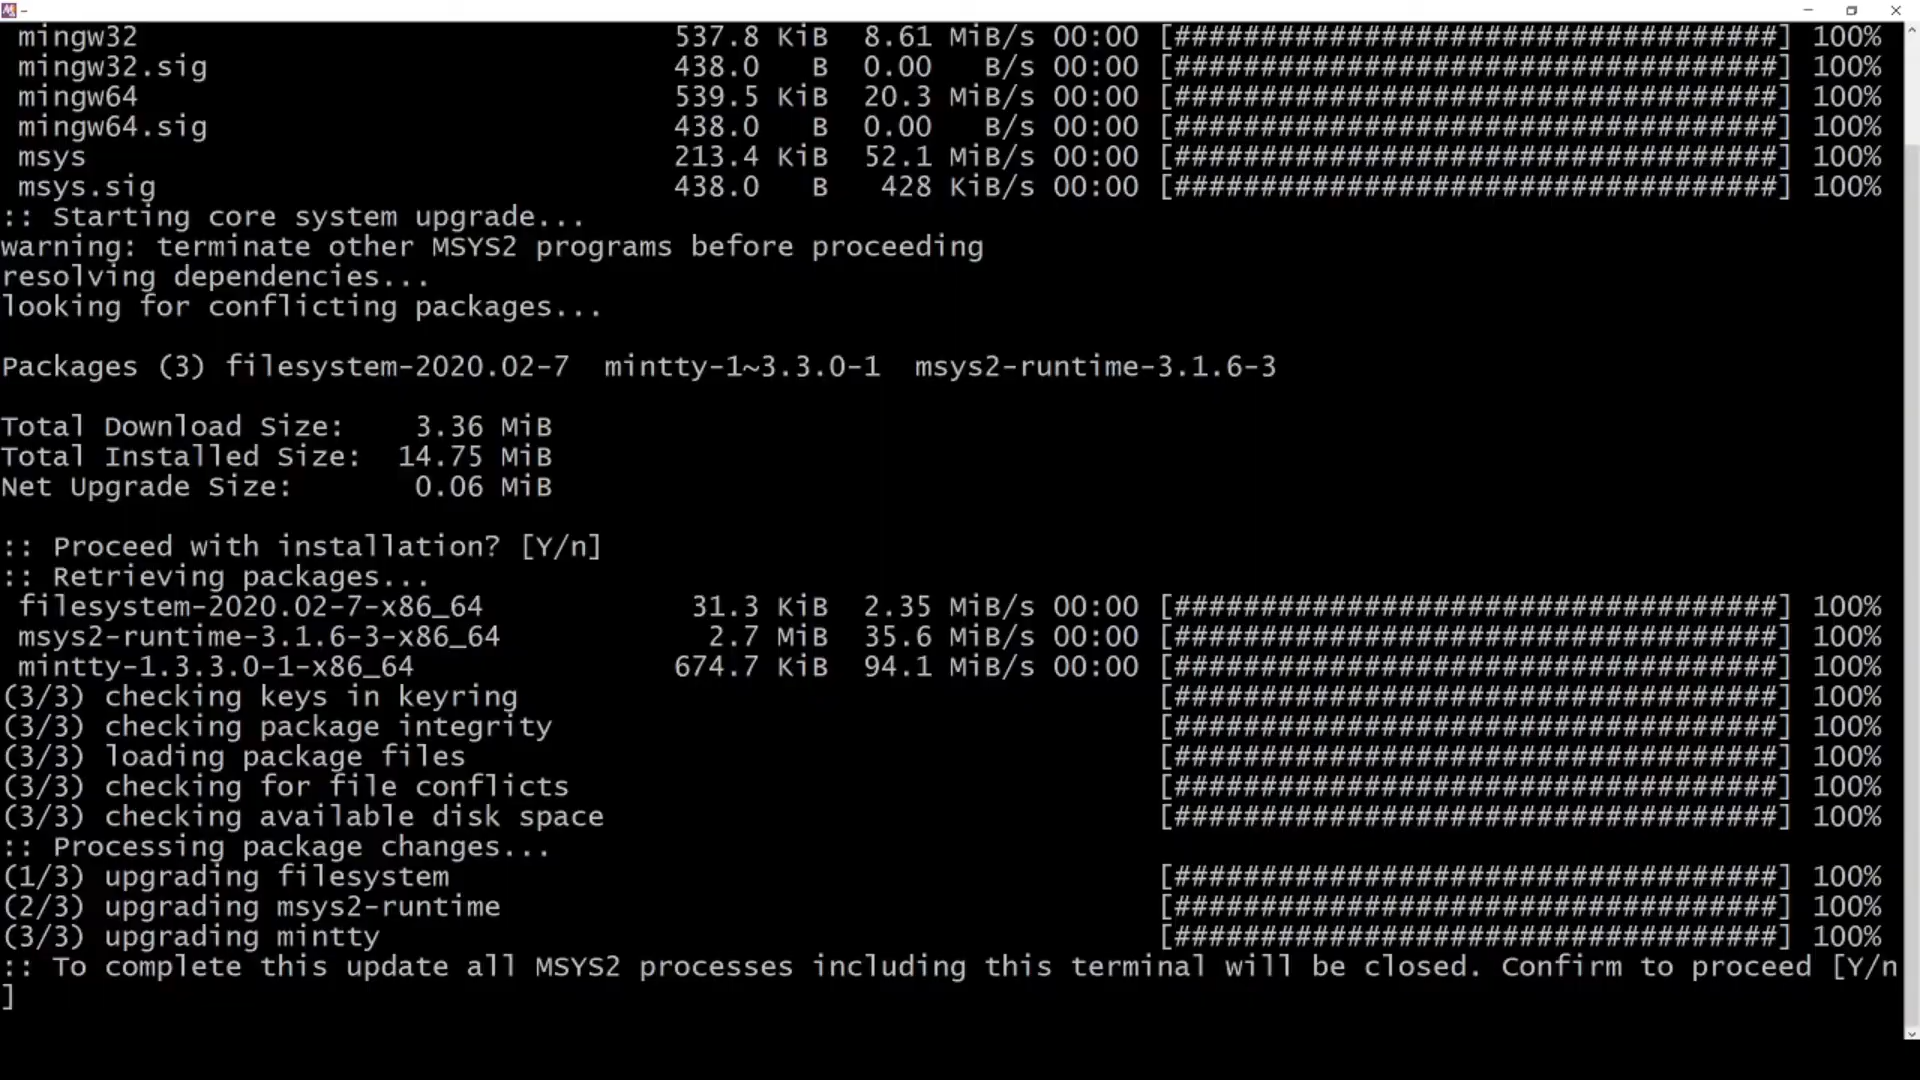 mingw32 537.8 KiB 8.61 MiB/s 00:00 [###################################] 100%
mingw32.sig 438.0 B 0.00 B/s 00:00 [###################################] 100%
mingw64 539.5 KiB 20.3 MiB/s 00:00 [###################################] 100%
mingw64.sig 438.0 B 0.00 B/s 00:00 [###################################] 100%
msys 213.4 KiB 52.1 MiB/s 00:00 [###################################] 100%
msys.sig 438.0 B 428 KiB/s 00:00 [###################################] 100%
:: Starting core system upgrade...
warning: terminate other MSYS2 programs before proceeding
resolving dependencies...
looking for conflicting packages...
Packages (3) filesystem-2020.02-7 mintty-1~3.3.0-1 msys2-runtime-3.1.6-3
Total Download Size: 3.36 MiB
Total Installed Size: 14.75 MiB
Net Upgrade Size: 0.06 MiB
:: Proceed with installation? [Y/n]
:: Retrieving packages...
filesystem-2020.02-7-x86_64 31.3 KiB 2.35 MiB/s 00:00 [###################################] 100%
msys2-runtime-3.1.6-3-x86_64 2.7 MiB 35.6 MiB/s 00:00 [###################################] 100%
mintty-1.3.3.0-1-x86_64 674.7 KiB 94.1 MiB/s 00:00 [###################################] 100%
(3/3) checking keys in keyring [###################################] 100%
(3/3) checking package integrity [###################################] 100%
(3/3) loading package files [###################################] 100%
(3/3) checking for file conflicts [###################################] 100%
(3/3) checking available disk space [###################################] 100%
:: Processing package changes...
(1/3) upgrading filesystem [###################################] 100%
(2/3) upgrading msys2-runtime [###################################] 100%
(3/3) upgrading mintty [###################################] 100%
:: To complete this update all MSYS2 processes including this terminal will be closed. Confirm to proceed [Y/n
]